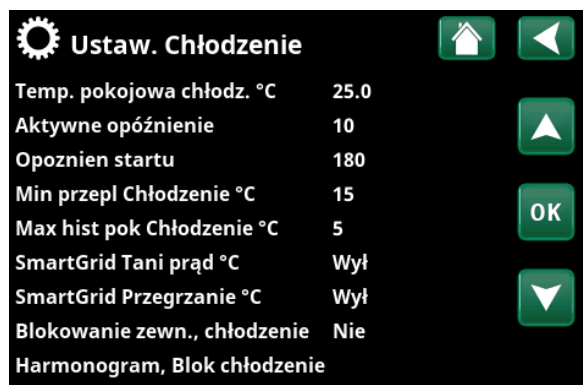 Ustaw. Chłodzenie
Temp. pokojowa chłodz. °C 25.0
Aktywne opóźnienie 10
Opoznien startu 180
Min przepl Chłodzenie °C 15
Max hist pok Chłodzenie °C 5
SmartGrid Tani prąd °C Wył
SmartGrid Przegrzanie °C Wył
Blokowanie zewn., chłodzenie Nie
Harmonogram, Blok chłodzenie
OK